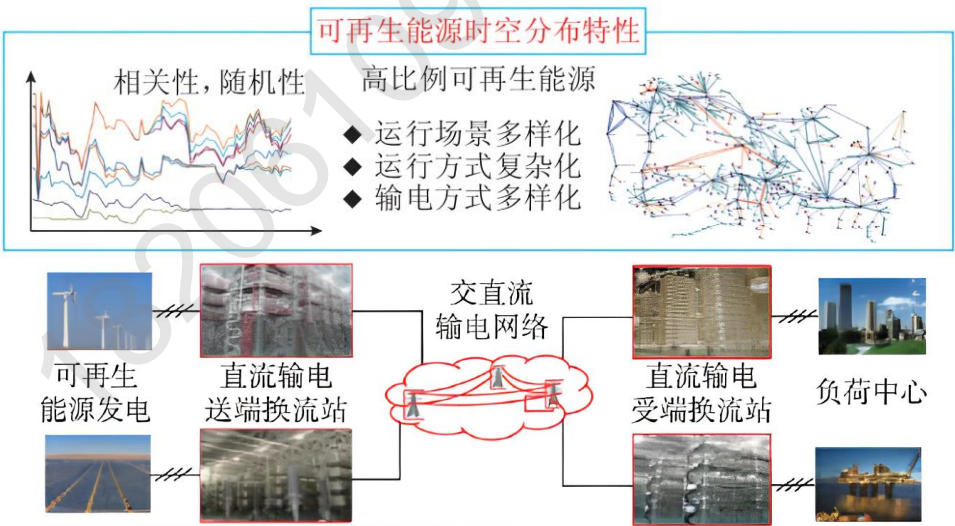 可再生能源时空分布特性
相关性,随机性
高比例可再生能源
◆ 运行场景多样化
◆ 运行方式复杂化
◆ 输电方式多样化
交直流
输电网络
可再生
能源发电
直流输电
送端换流站
直流输电
受端换流站
负荷中心